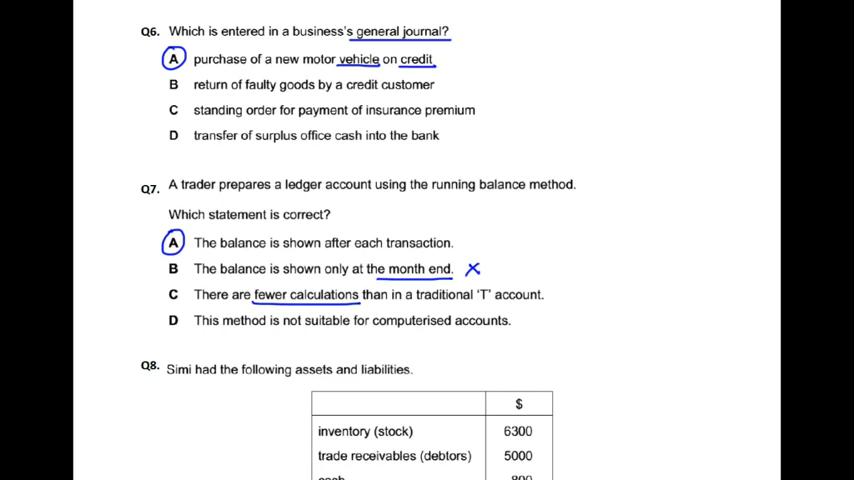 Q6. Which is entered in a business's general journal?
A purchase of a new motor vehicle on credit
B return of faulty goods by a credit customer
C standing order for payment of insurance premium
D transfer of surplus office cash into the bank
Q7. A trader prepares a ledger account using the running balance method.
Which statement is correct?
A The balance is shown after each transaction.
B The balance is shown only at the month end. X
C There are fewer calculations than in a traditional 'T' account.
D This method is not suitable for computerised accounts.
Q8. Simi had the following assets and liabilities.
$
inventory (stock) 6300
trade receivables (debtors) 5000
cash 800